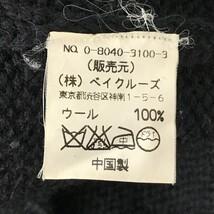 NO. 0-8040-3100-3
(販売元)
(株) ベイクルーズ
東京都渋谷区神南1-5-6
ウール 100%
中国製